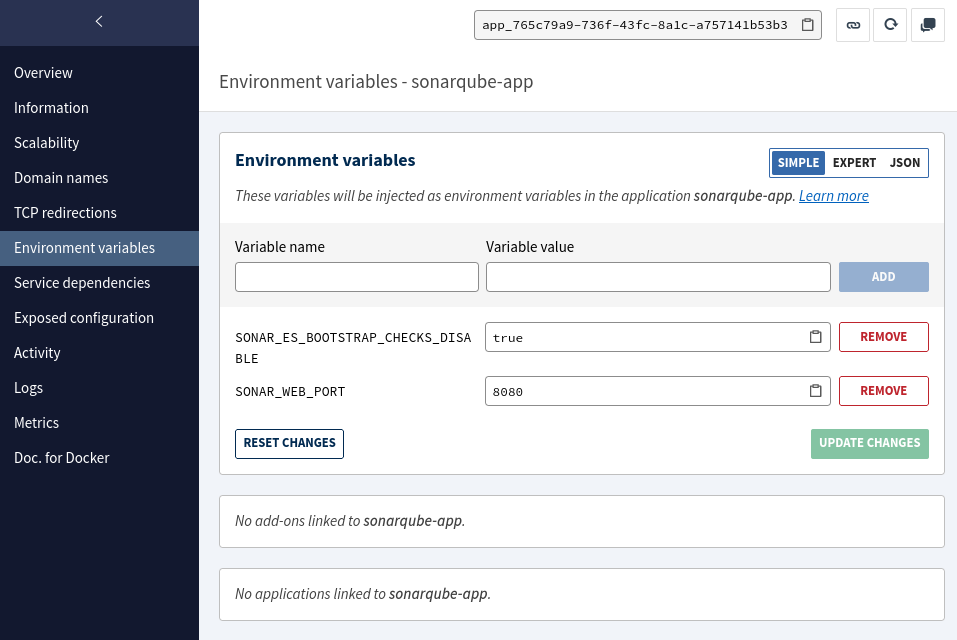 app_765c79a9-736f-43fc-8a1c-a757141b53b3
Overview
Information
Scalability
Domain names
TCP redirections
Environment variables
Service dependencies
Exposed configuration
Activity
Logs
Metrics
Doc. for Docker
Environment variables - sonarqube-app
Environment variables
SIMPLE EXPERT JSON
These variables will be injected as environment variables in the application sonarqube-app. Learn more
Variable name Variable value
ADD
SONAR_ES_BOOTSTRAP_CHECKS_DISA
BLE
true
REMOVE
SONAR_WEB_PORT 8080 REMOVE
RESET CHANGES UPDATE CHANGES
No add-ons linked to sonarqube-app.
No applications linked to sonarqube-app.